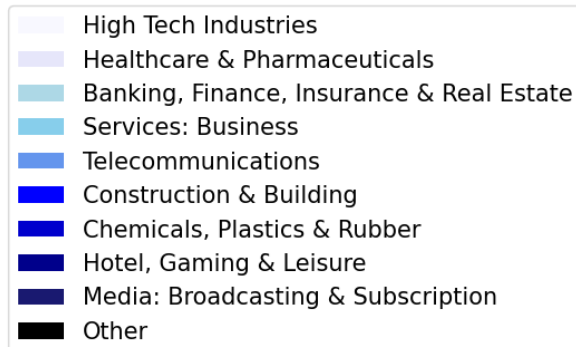 High Tech Industries
Healthcare & Pharmaceuticals
Banking, Finance, Insurance & Real Estate
Services: Business
Telecommunications
Construction & Building
Chemicals, Plastics & Rubber
Hotel, Gaming & Leisure
Media: Broadcasting & Subscription
Other